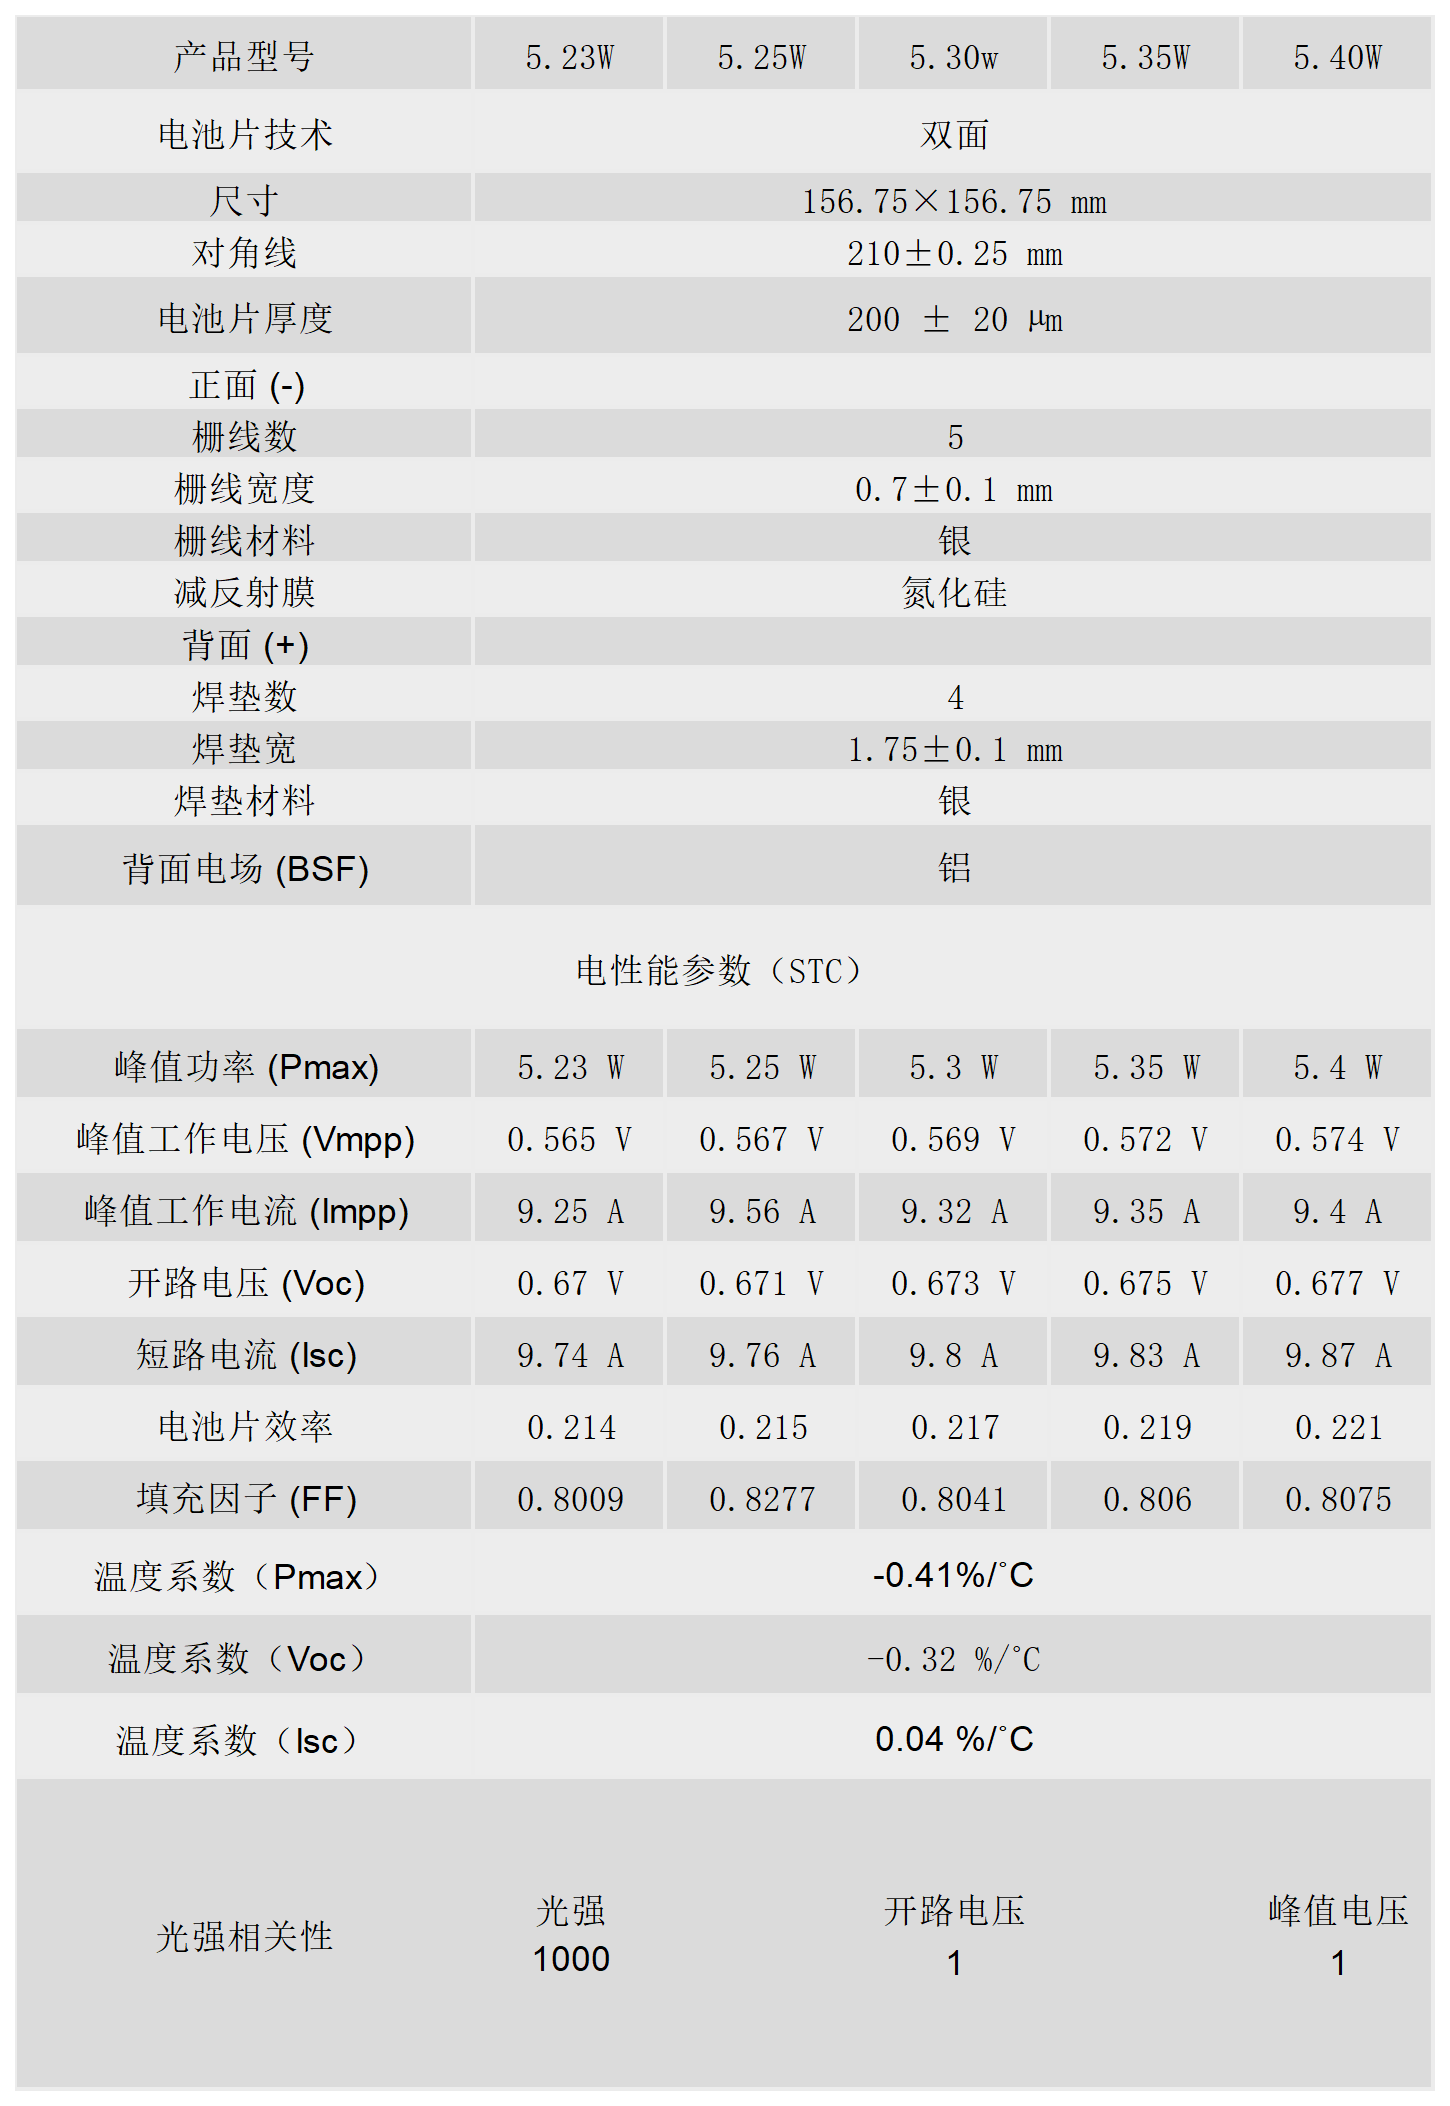 产品型号 5.23W 5.25W 5.30w 5.35W 5.40W
电池片技术 双面
尺寸 156.75×156.75 mm
对角线 210±0.25 mm
电池片厚度 200 ± 20 μm
正面 (-)
栅线数 5
栅线宽度 0.7±0.1 mm
栅线材料 银
减反射膜 氮化硅
背面 (+)
焊垫数 4
焊垫宽 1.75±0.1 mm
焊垫材料 银
背面电场 (BSF) 铝
电性能参数（STC）
峰值功率 (Pmax) 5.23 W 5.25 W 5.3 W 5.35 W 5.4 W
峰值工作电压 (Vmpp) 0.565 V 0.567 V 0.569 V 0.572 V 0.574 V
峰值工作电流 (Impp) 9.25 A 9.56 A 9.32 A 9.35 A 9.4 A
开路电压 (Voc) 0.67 V 0.671 V 0.673 V 0.675 V 0.677 V
短路电流 (Isc) 9.74 A 9.76 A 9.8 A 9.83 A 9.87 A
电池片效率 0.214 0.215 0.217 0.219 0.221
填充因子 (FF) 0.8009 0.8277 0.8041 0.806 0.8075
温度系数（Pmax） -0.41%/°C
温度系数（Voc） -0.32 %/°C
温度系数（Isc） 0.04 %/°C
光强相关性 光强 开路电压 峰值电压
1000 1 1